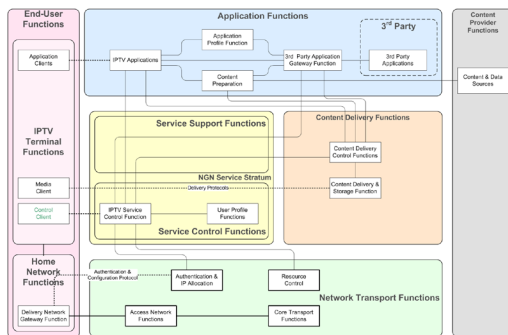 End-User
Functions
Application Functions
Content
Provider
Functions
Application
Profile Function
3rd Party
Application
Clients
IPTV Applications
3rd Party Application
Gateway Function
3rd Party
Applications
Content
Preparation
Content & Data
Sources
Service Support Functions
Content Delivery Functions
IPTV
Terminal
Functions
Content Delivery
Control Functions
NGN Service Stratum
Media
Client
Delivery Protocols
Content Delivery &
Storage Function
Control
Client
IPTV Service
Control Function
User Profile
Functions
Service Control Functions
Home
Network
Functions
Authentication &
Configuration Protocol
Authentication &
IP Allocation
Resource
Control
Network Transport Functions
Delivery Network
Gateway Function
Access Network
Functions
Core Transport
Functions